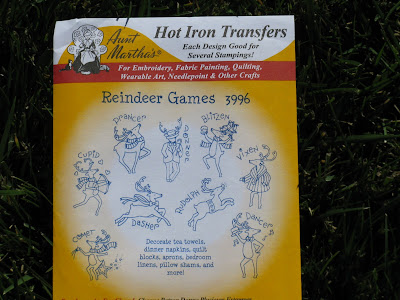 Aunt Martha's®
Hot Iron Transfers
Each Design Good for
Several Stampings!
For Embroidery, Fabric Painting, Quilting,
Wearable Art, Needlepoint & Other Crafts
Reindeer Games 3996
Prancer
Donner
Blitzen
Cupid
Vixen
Dasher
Rudolph
Comet
Dancer
Decorate tea towels,
dinner napkins, quilt
blocks, aprons, bedroom
linens, pillow shams, and
more!